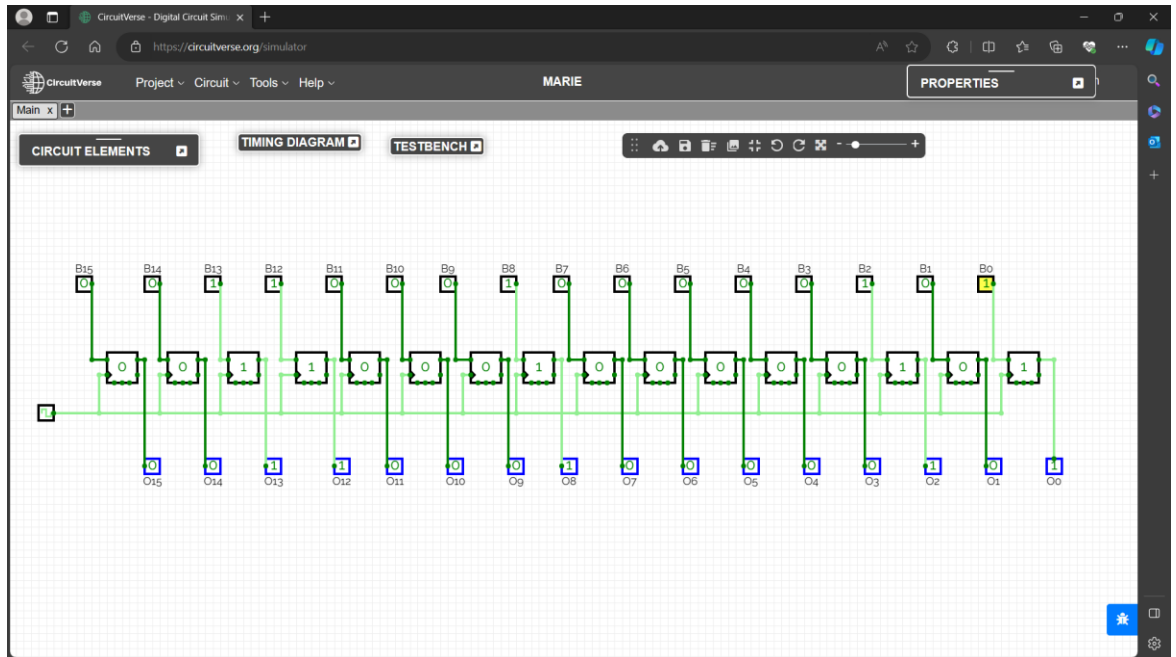 CircuitVerse - Digital Circuit Simu
https://circuitverse.org/simulator
CircuitVerse Project Circuit Tools Help MARIE PROPERTIES
Main x
CIRCUIT ELEMENTS TIMING DIAGRAM TESTBENCH
B15 B14 B13 B12 B11 B10 B9 B8 B7 B6 B5 B4 B3 B2 B1 B0
0 0 1 1 0 0 0 1 0 0 0 0 0 1 0 1
0 0 1 1 0 0 0 1 0 0 0 0 0 1 0 1
0 0 1 1 0 0 0 1 0 0 0 0 0 1 0 1
O15 O14 O13 O12 O11 O10 O9 O8 O7 O6 O5 O4 O3 O2 O1 O0